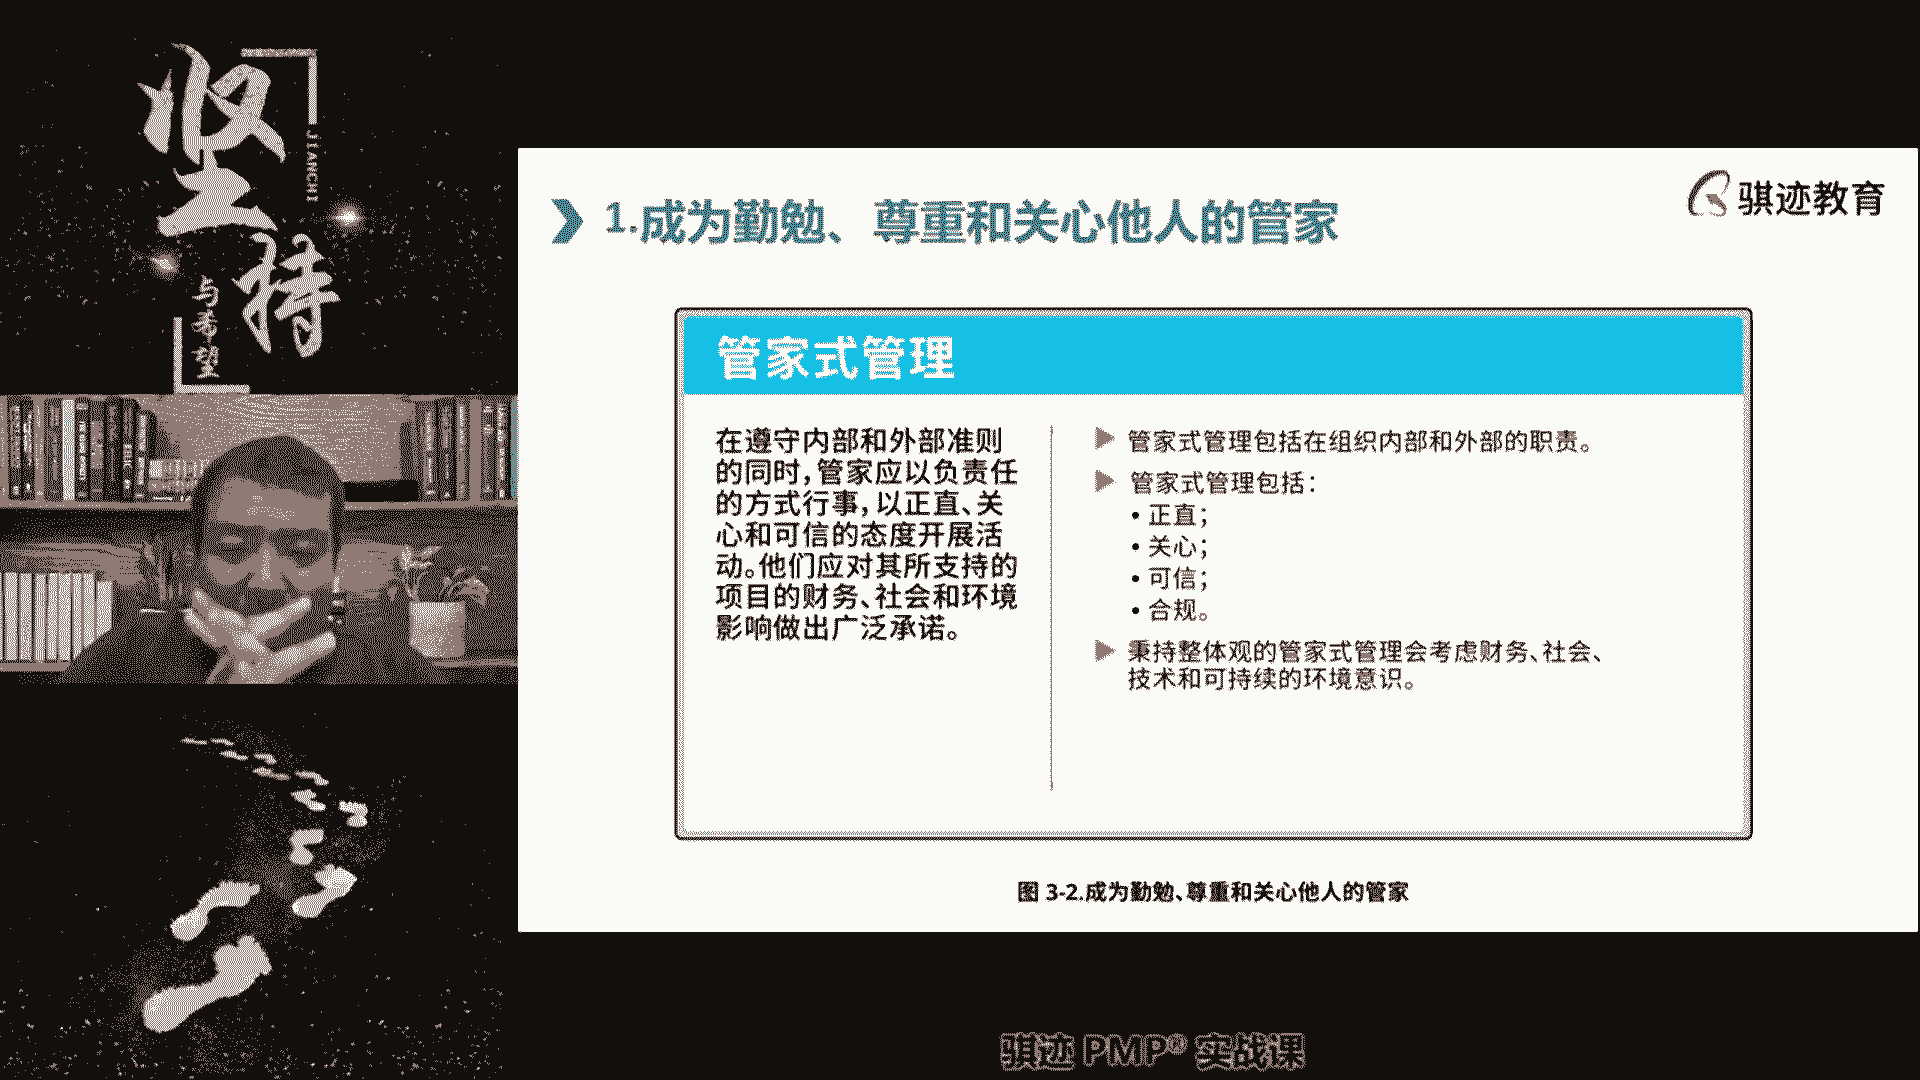 坚持
JIANCHI
与希望
1.成为勤勉、尊重和关心他人的管家
骐迹教育
管家式管理
在遵守内部和外部准则
的同时,管家应以负责任
的方式行事,以正直、关
心和可信的态度开展活
动。他们应对其所支持的
项目的财务、社会和环境
影响做出广泛承诺。
管家式管理包括在组织内部和外部的职责。
管家式管理包括：
• 正直；
• 关心；
• 可信；
• 合规。
秉持整体观的管家式管理会考虑财务、社会、
技术和可持续的环境意识。
图 3-2.成为勤勉、尊重和关心他人的管家
骐迹 PMP® 实战课